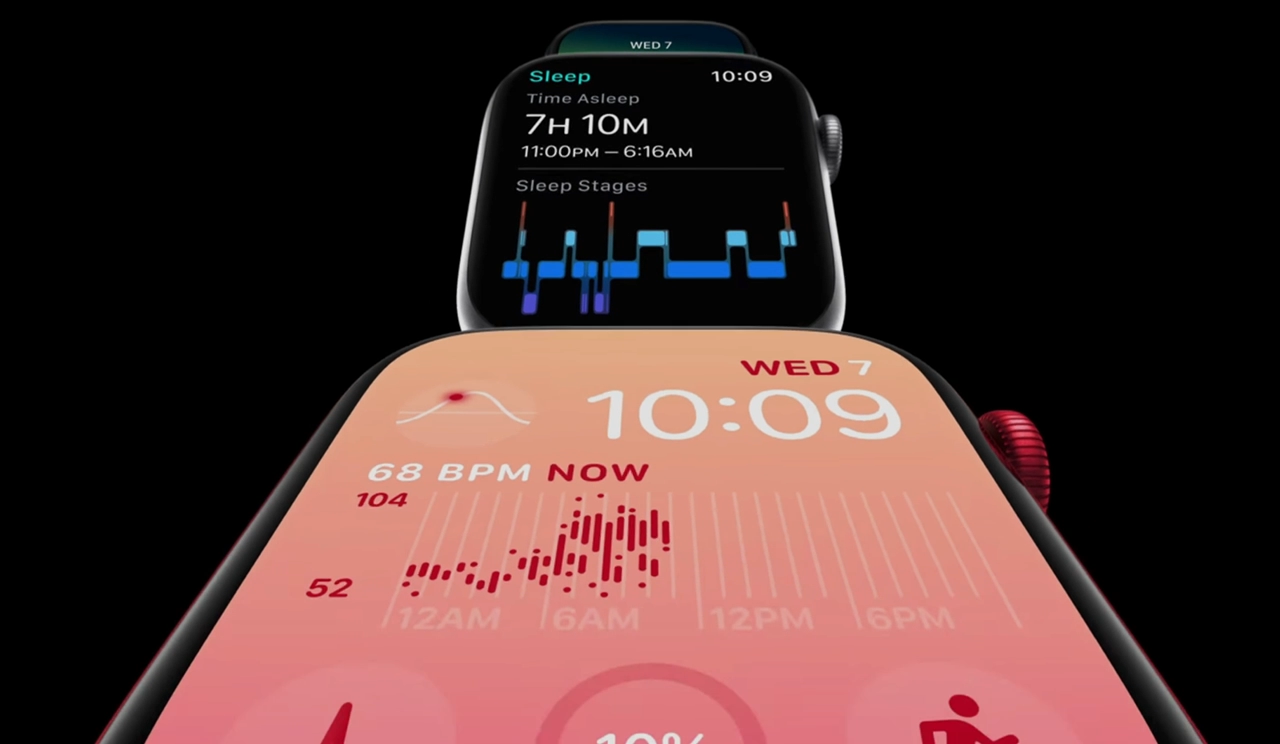 WED 7
Sleep 10:09
Time Asleep
7H 10M
11:00PM – 6:16AM
Sleep Stages
WED 7
10:09
68 BPM NOW
104
52
12AM 6AM 12PM 6PM